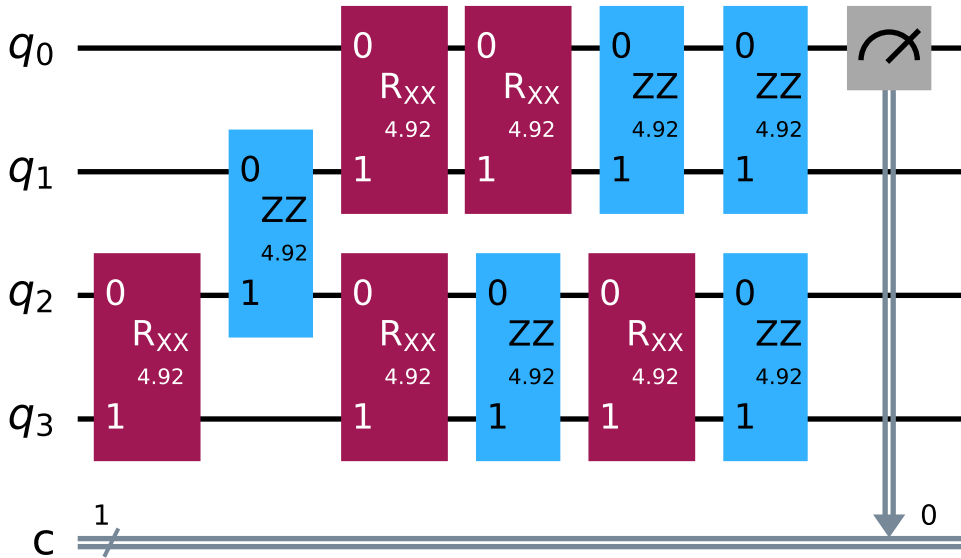 q0 0 0 0 0
RXX RXX ZZ ZZ
4.92 4.92 4.92 4.92
q1 0 1 1 1 1
ZZ
4.92
q2 0 1 0 0 0 0
RXX RXX ZZ RXX ZZ
4.92 4.92 4.92 4.92 4.92
q3 1 1 1 1 1
1 0
c